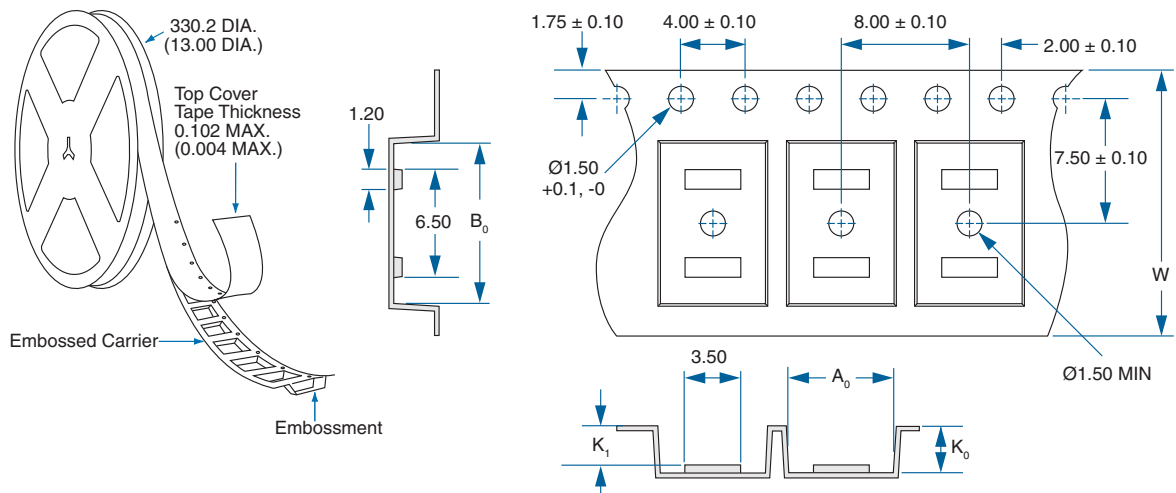 330.2 DIA.
(13.00 DIA.)
Top Cover
Tape Thickness
0.102 MAX.
(0.004 MAX.)
Embossed Carrier
Embossment
1.20
6.50
B₀
1.75 ± 0.10
4.00 ± 0.10
8.00 ± 0.10
2.00 ± 0.10
Ø1.50
+0.1, -0
7.50 ± 0.10
W
Ø1.50 MIN
3.50
A₀
K₁
K₀